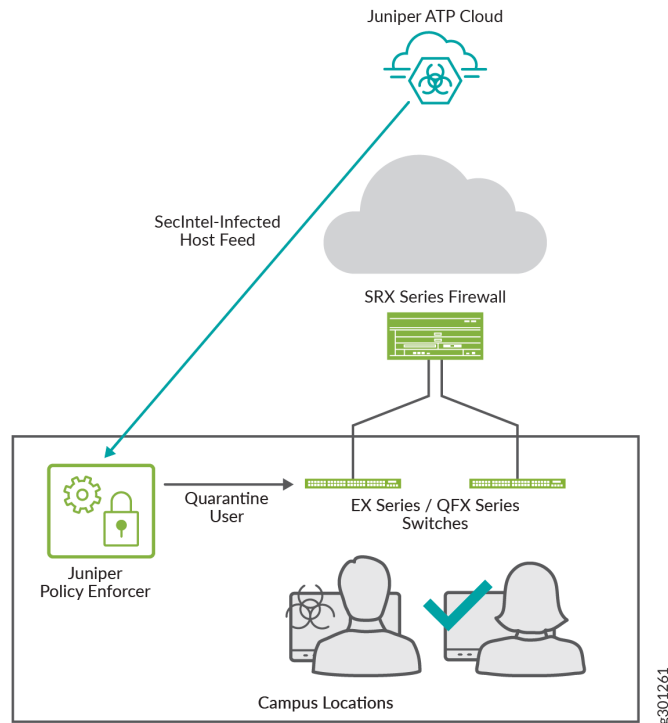 Juniper ATP Cloud
SecIntel-Infected
Host Feed
SRX Series Firewall
Quarantine
User
EX Series / QFX Series
Switches
Juniper
Policy Enforcer
Campus Locations